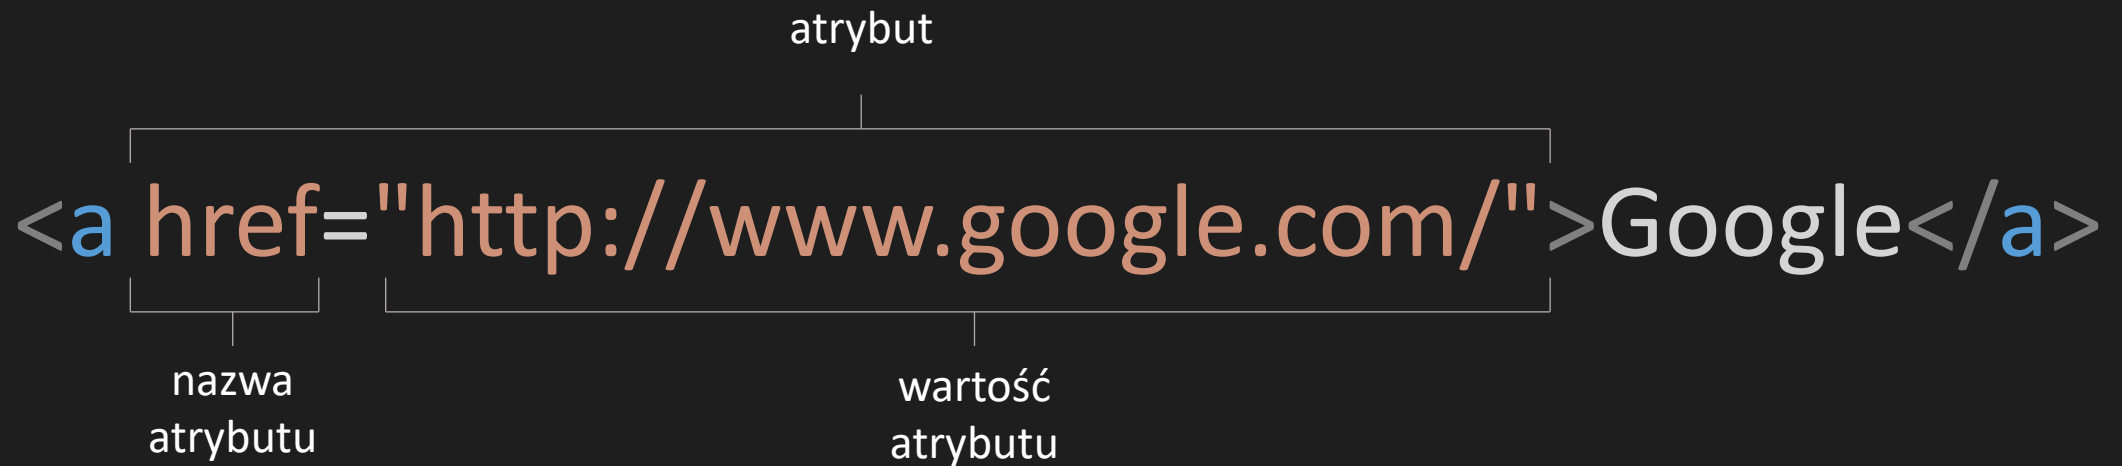 atrybut
<a href="http://www.google.com/">Google</a>
nazwa
atrybutu
wartość
atrybutu